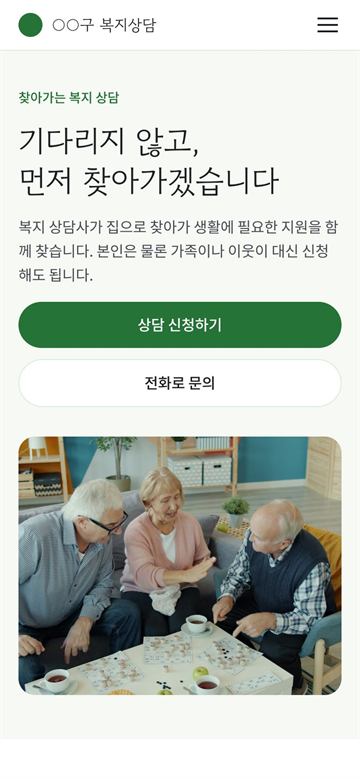 ○○구 복지상담
찾아가는 복지 상담
기다리지 않고,
먼저 찾아가겠습니다
복지 상담사가 집으로 찾아가 생활에 필요한 지원을 함
께 찾습니다. 본인은 물론 가족이나 이웃이 대신 신청
해도 됩니다.
상담 신청하기
전화로 문의